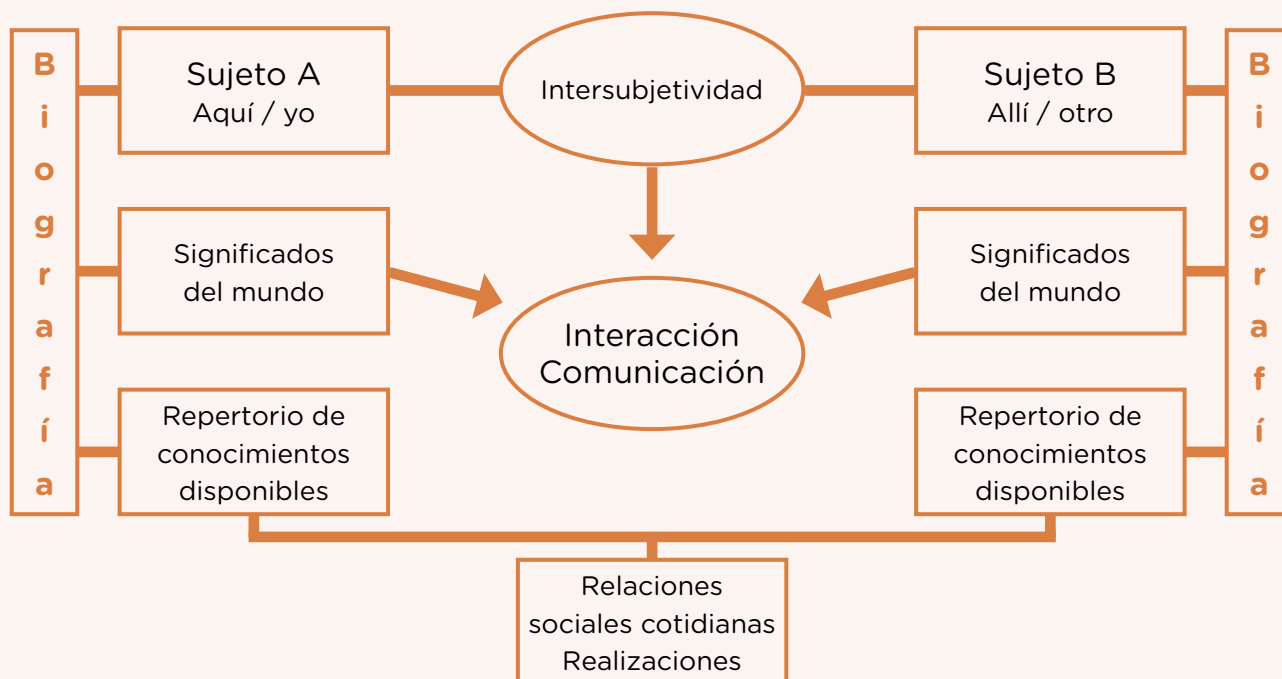 Biografía
Sujeto A
Aquí / yo
Intersubjetividad
Sujeto B
Allí / otro
Biografía
Significados
del mundo
Significados
del mundo
Interacción
Comunicación
Repertorio de
conocimientos
disponibles
Repertorio de
conocimientos
disponibles
Relaciones
sociales cotidianas
Realizaciones